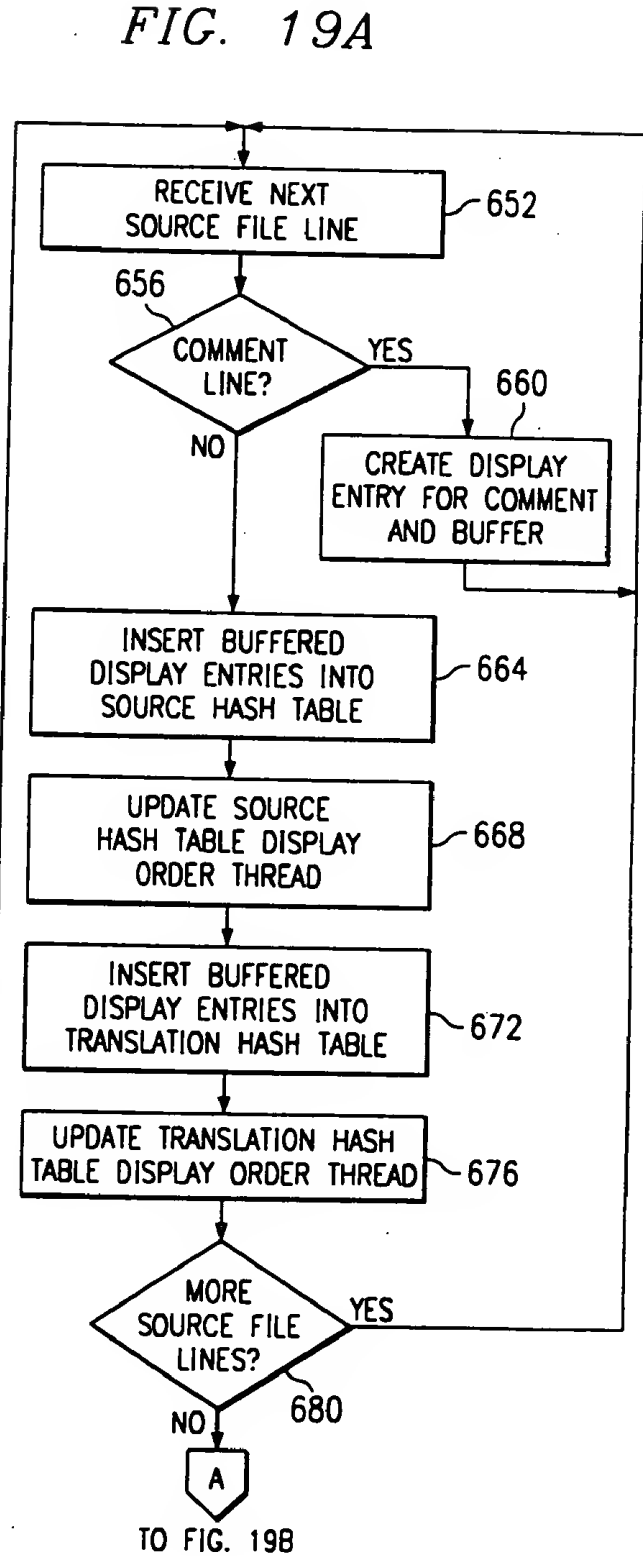 FIG. 19A
RECEIVE NEXT
SOURCE FILE LINE
652
656
COMMENT
LINE?
YES
NO
660
CREATE DISPLAY
ENTRY FOR COMMENT
AND BUFFER
INSERT BUFFERED
DISPLAY ENTRIES INTO
SOURCE HASH TABLE
664
UPDATE SOURCE
HASH TABLE DISPLAY
ORDER THREAD
668
INSERT BUFFERED
DISPLAY ENTRIES INTO
TRANSLATION HASH TABLE
672
UPDATE TRANSLATION HASH
TABLE DISPLAY ORDER THREAD
676
MORE
SOURCE FILE
LINES?
YES
680
NO
A
TO FIG. 19B